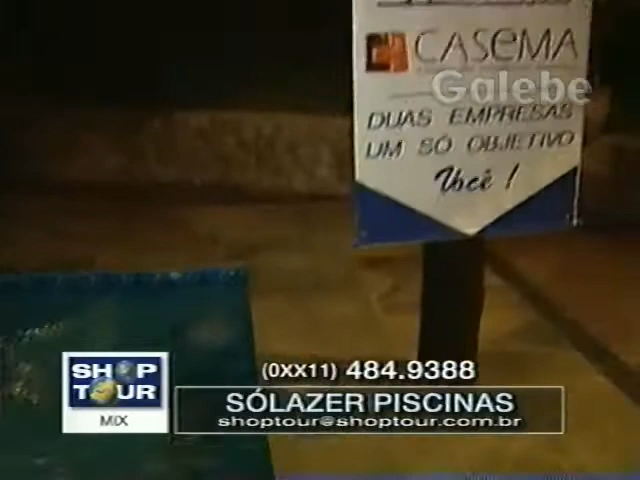 CASEMA
Galebe
DUAS EMPRESAS
UM SÓ OBJETIVO
Você!
(0XX11) 484.9388
SHOP
TOUR
MIX
SÓLAZER PISCINAS
shoptour@shoptour.com.br